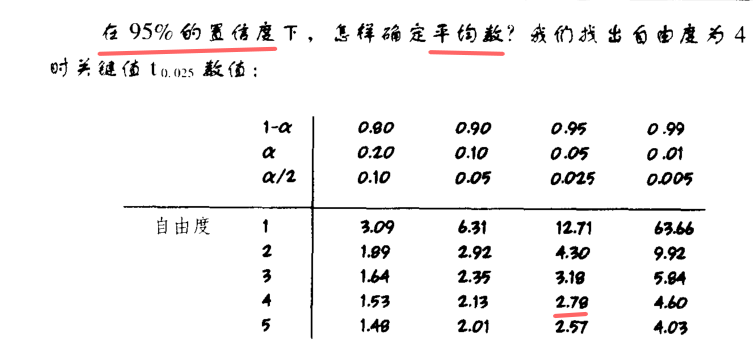 在 95% 的置信度下，怎样确定平均数？我们找出自由度为 4
时关键值 t0.025 数值：
1-α 0.80 0.90 0.95 0.99
α 0.20 0.10 0.05 0.01
α/2 0.10 0.05 0.025 0.005
自由度 1 3.09 6.31 12.71 63.66
2 1.89 2.92 4.30 9.92
3 1.64 2.35 3.18 5.84
4 1.53 2.13 2.78 4.60
5 1.48 2.01 2.57 4.03